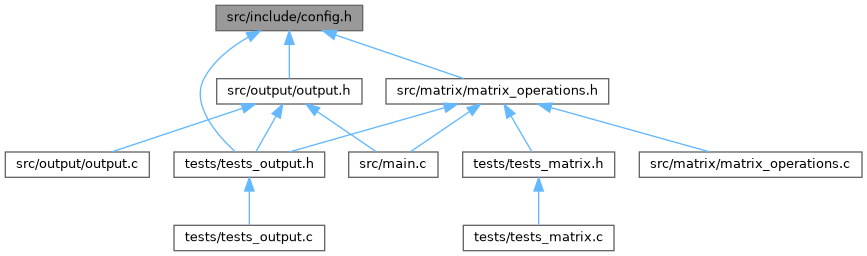 src/include/config.h
src/output/output.h
src/matrix/matrix_operations.h
src/output/output.c
tests/tests_output.h
src/main.c
tests/tests_matrix.h
src/matrix/matrix_operations.c
tests/tests_output.c
tests/tests_matrix.c